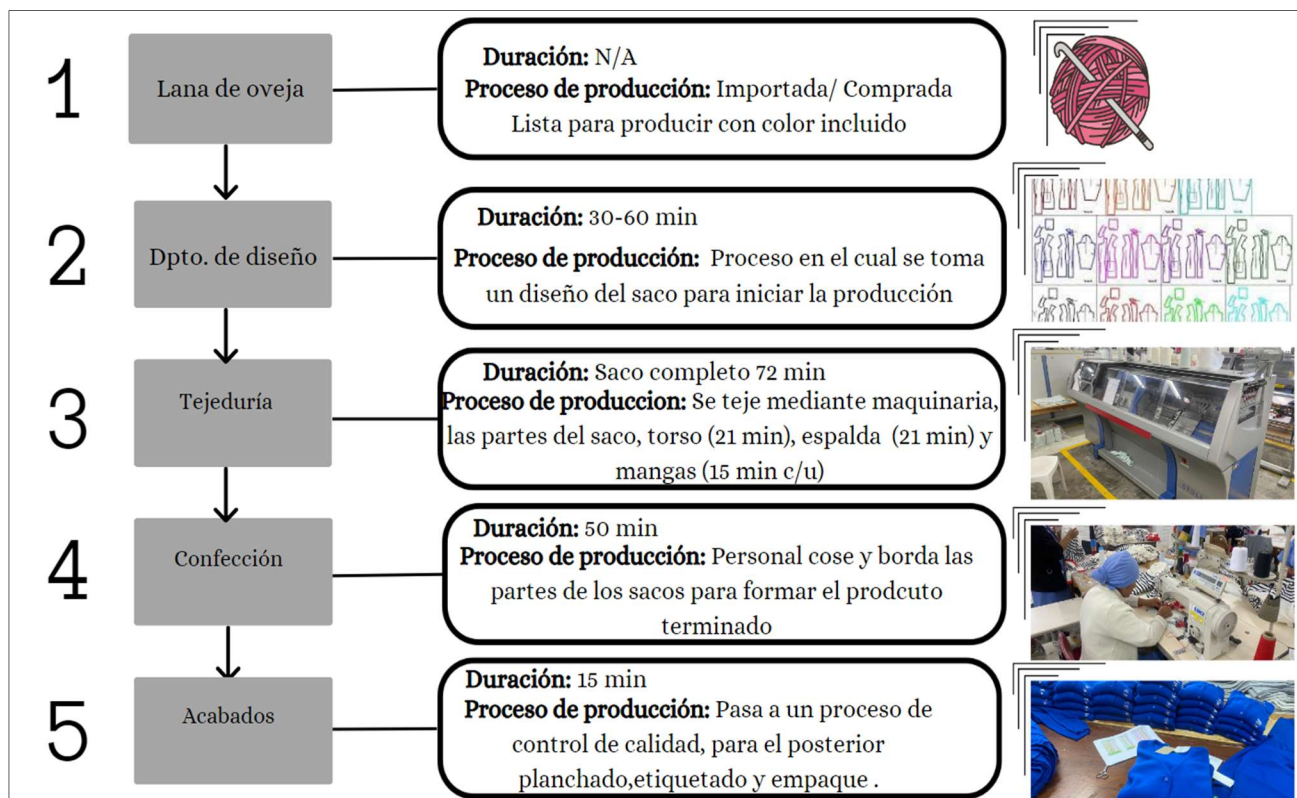 1
Lana de oveja
Duración: N/A
Proceso de producción: Importada/ Comprada
Lista para producir con color incluido
2
Dpto. de diseño
Duración: 30-60 min
Proceso de producción: Proceso en el cual se toma
un diseño del saco para iniciar la producción
3
Tejeduría
Duración: Saco completo 72 min
Proceso de produccion: Se teje mediante maquinaria,
las partes del saco, torso (21 min), espalda (21 min) y
mangas (15 min c/u)
4
Confección
Duración: 50 min
Proceso de producción: Personal cose y borda las
partes de los sacos para formar el prodcuto
terminado
5
Acabados
Duración: 15 min
Proceso de producción: Pasa a un proceso de
control de calidad, para el posterior
planchado,etiquetado y empaque .